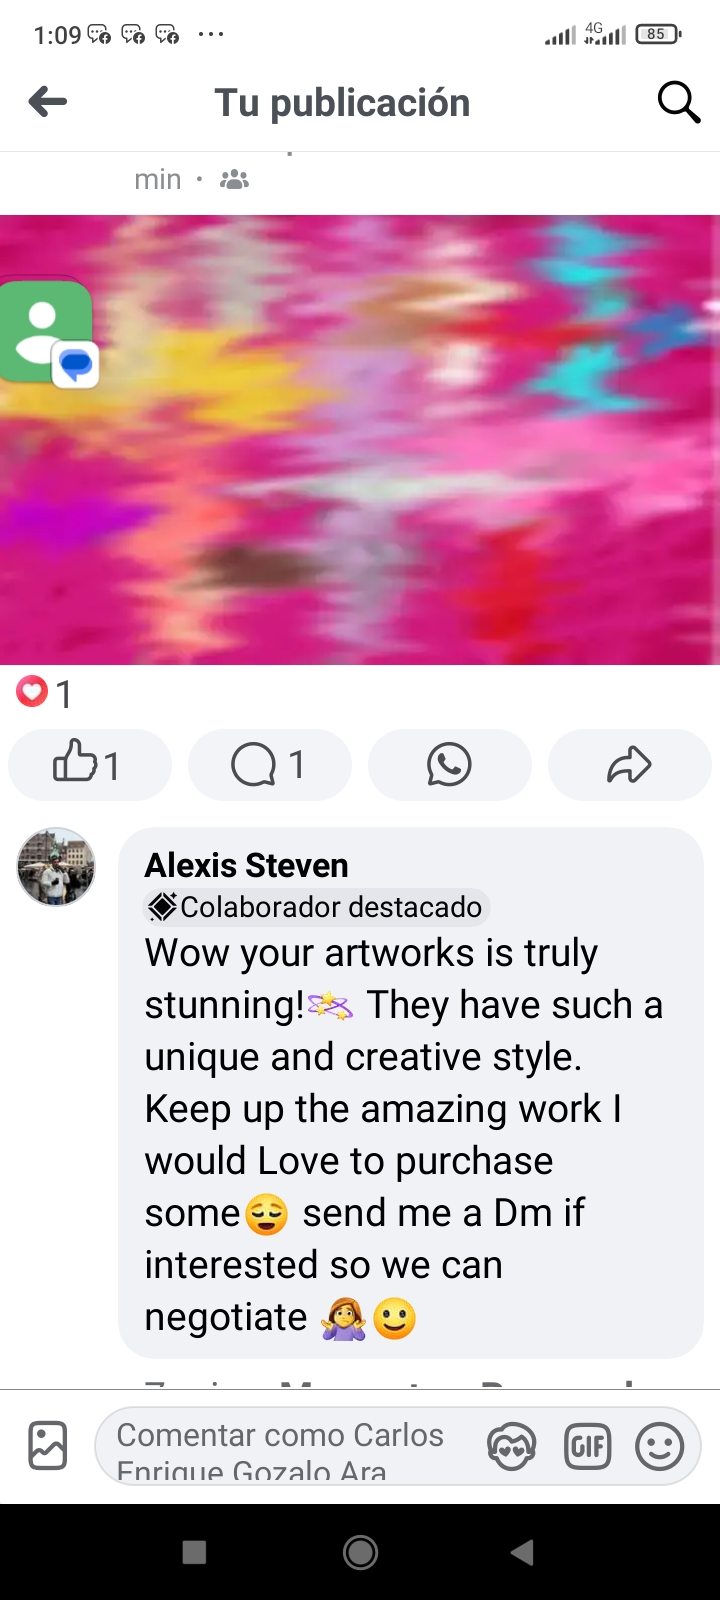 1:09
4G
85
Tu publicación
min ·
1
1
1
Alexis Steven
Colaborador destacado
Wow your artworks is truly
stunning!💫 They have such a
unique and creative style.
Keep up the amazing work I
would Love to purchase
some😌 send me a Dm if
interested so we can
negotiate 🤷‍♀️🙂
Comentar como Carlos
Enrique Gozalo Ara
GIF